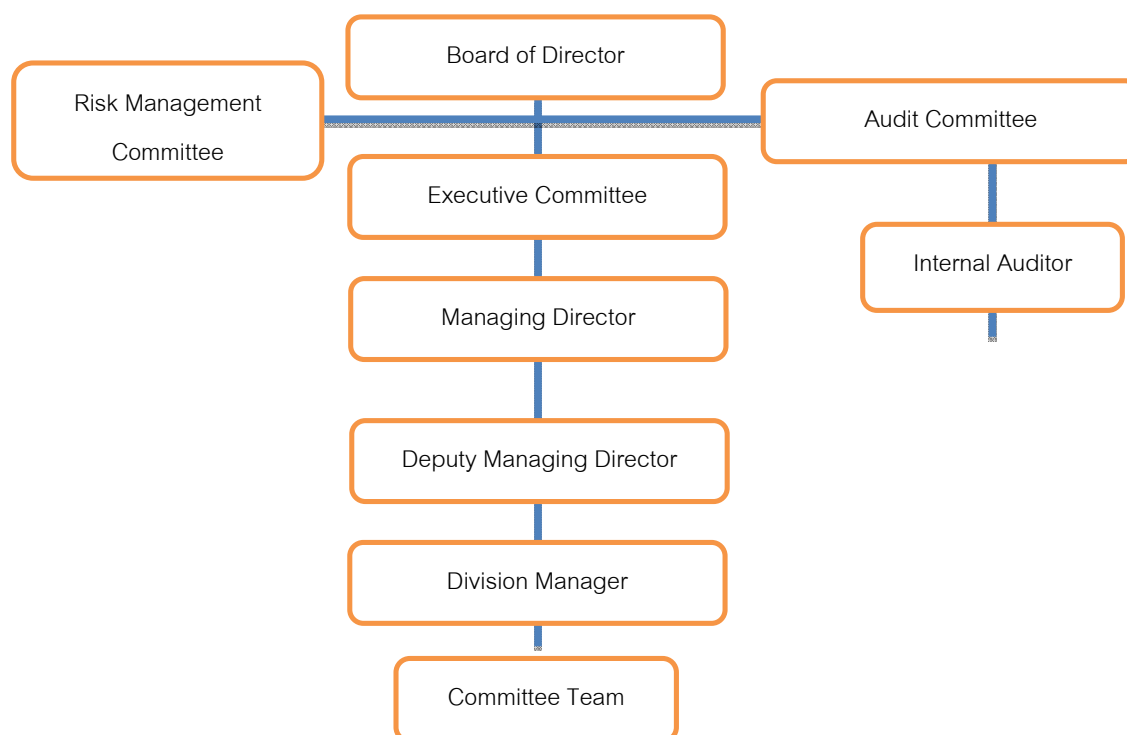 Board of Director
Risk Management
Committee
Audit Committee
Executive Committee
Internal Auditor
Managing Director
Deputy Managing Director
Division Manager
Committee Team